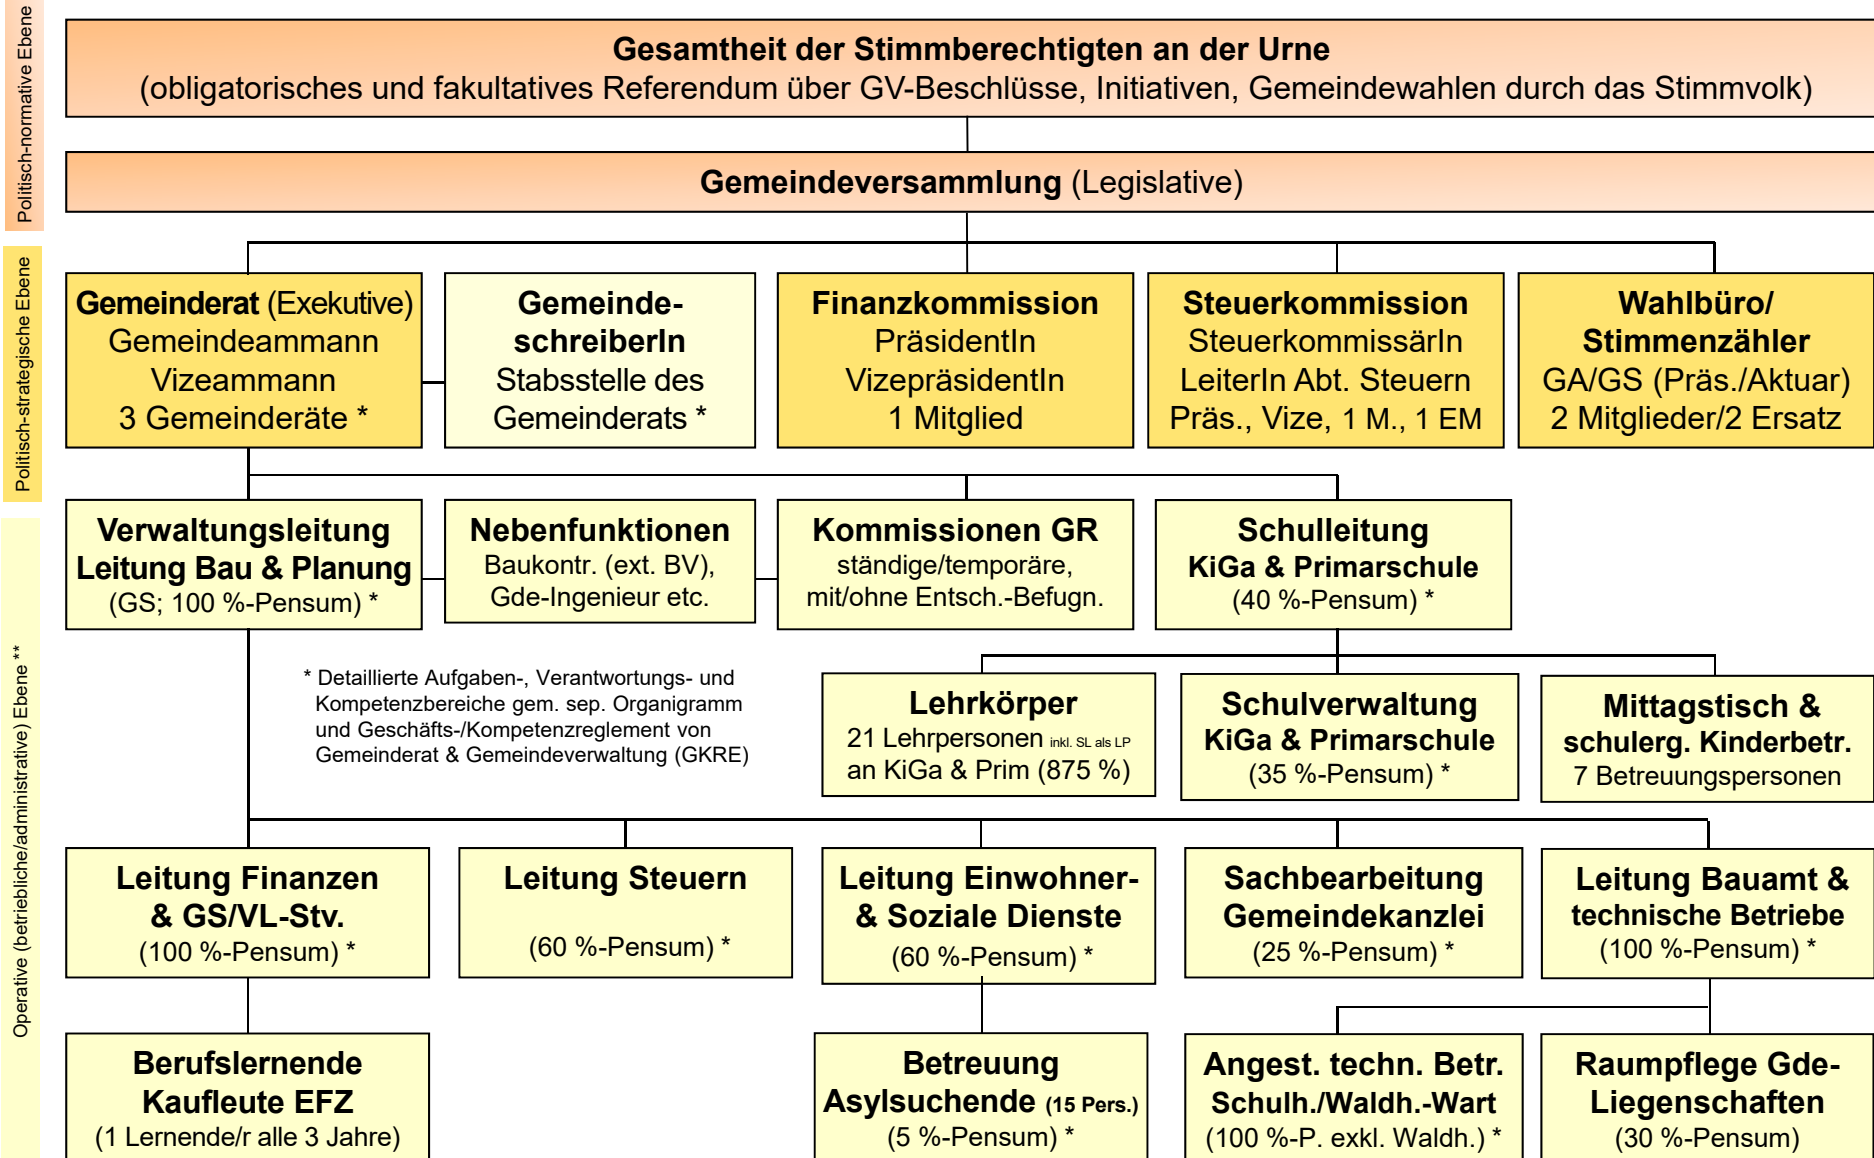 Politisch-normative Ebene
Gesamtheit der Stimmberechtigten an der Urne
(obligatorisches und fakultatives Referendum über GV-Beschlüsse, Initiativen, Gemeindewahlen durch das Stimmvolk)
Gemeindeversammlung (Legislative)
Politisch-strategische Ebene
Gemeinderat (Exekutive)
Gemeindeammann
Vizeammann
3 Gemeinderäte *
Gemeinde-
schreiberIn
Stabsstelle des
Gemeinderats *
Finanzkommission
PräsidentIn
VizepräsidentIn
1 Mitglied
Steuerkommission
SteuerkommissärIn
LeiterIn Abt. Steuern
Präs., Vize, 1 M., 1 EM
Wahlbüro/
Stimmenzähler
GA/GS (Präs./Aktuar)
2 Mitglieder/2 Ersatz
Operative (betriebliche/administrative) Ebene **
Verwaltungsleitung
Leitung Bau & Planung
(GS; 100 %-Pensum) *
Nebenfunktionen
Baukontr. (ext. BV),
Gde-Ingenieur etc.
Kommissionen GR
ständige/temporäre,
mit/ohne Entsch.-Befugn.
Schulleitung
KiGa & Primarschule
(40 %-Pensum) *
* Detaillierte Aufgaben-, Verantwortungs- und
Kompetenzbereiche gem. sep. Organigramm
und Geschäfts-/Kompetenzreglement von
Gemeinderat & Gemeindeverwaltung (GKRE)
Lehrkörper
21 Lehrpersonen inkl. SL als LP
an KiGa & Prim (875 %)
Schulverwaltung
KiGa & Primarschule
(35 %-Pensum) *
Mittagstisch &
schulerg. Kinderbetr.
7 Betreuungspersonen
Leitung Finanzen
& GS/VL-Stv.
(100 %-Pensum) *
Leitung Steuern
(60 %-Pensum) *
Leitung Einwohner-
& Soziale Dienste
(60 %-Pensum) *
Sachbearbeitung
Gemeindekanzlei
(25 %-Pensum) *
Leitung Bauamt &
technische Betriebe
(100 %-Pensum) *
Berufslernende
Kaufleute EFZ
(1 Lernende/r alle 3 Jahre)
Betreuung
Asylsuchende (15 Pers.)
(5 %-Pensum) *
Angest. techn. Betr.
Schulh./Waldh.-Wart
(100 %-P. exkl. Waldh.) *
Raumpflege Gde-
Liegenschaften
(30 %-Pensum)